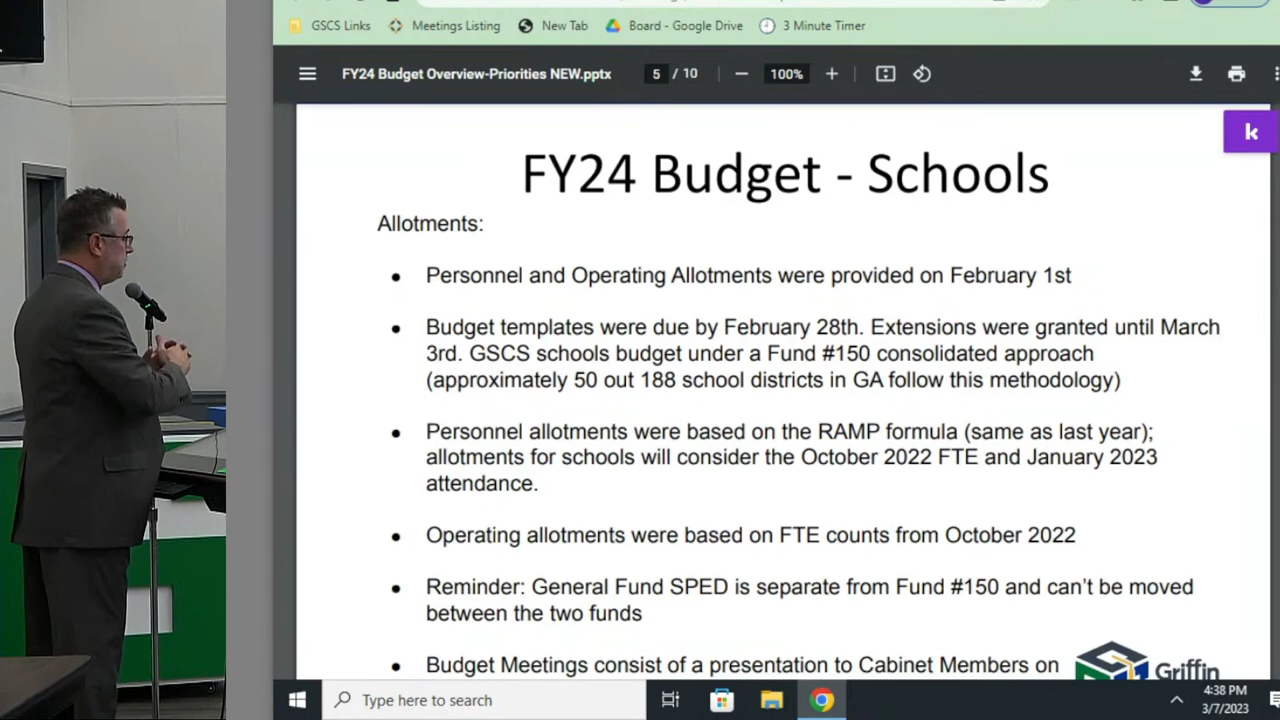 GSCS Links
Meetings Listing
New Tab
Board - Google Drive
3 Minute Timer
FY24 Budget Overview-Priorities NEW.pptx
5 / 10
100%
k
FY24 Budget - Schools
Allotments:
• Personnel and Operating Allotments were provided on February 1st
• Budget templates were due by February 28th. Extensions were granted until March
3rd. GSCS schools budget under a Fund #150 consolidated approach
(approximately 50 out 188 school districts in GA follow this methodology)
• Personnel allotments were based on the RAMP formula (same as last year);
allotments for schools will consider the October 2022 FTE and January 2023
attendance.
• Operating allotments were based on FTE counts from October 2022
• Reminder: General Fund SPED is separate from Fund #150 and can't be moved
between the two funds
• Budget Meetings consist of a presentation to Cabinet Members on
Griffin
Type here to search
4:38 PM
3/7/2023